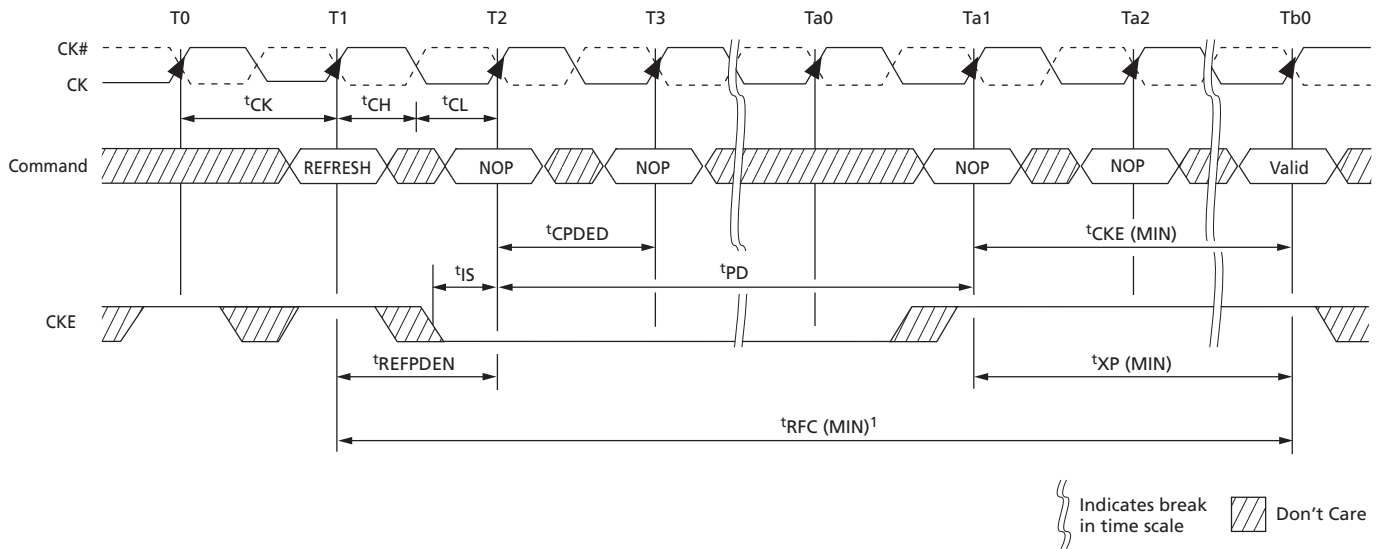 T0 T1 T2 T3 Ta0 Ta1 Ta2 Tb0
CK#
CK
tCK tCH tCL
Command REFRESH NOP NOP NOP NOP Valid
tCPDED tCKE (MIN)
tIS tPD
CKE
tREFPDEN tXP (MIN)
tRFC (MIN)1
Indicates break
in time scale
Don't Care